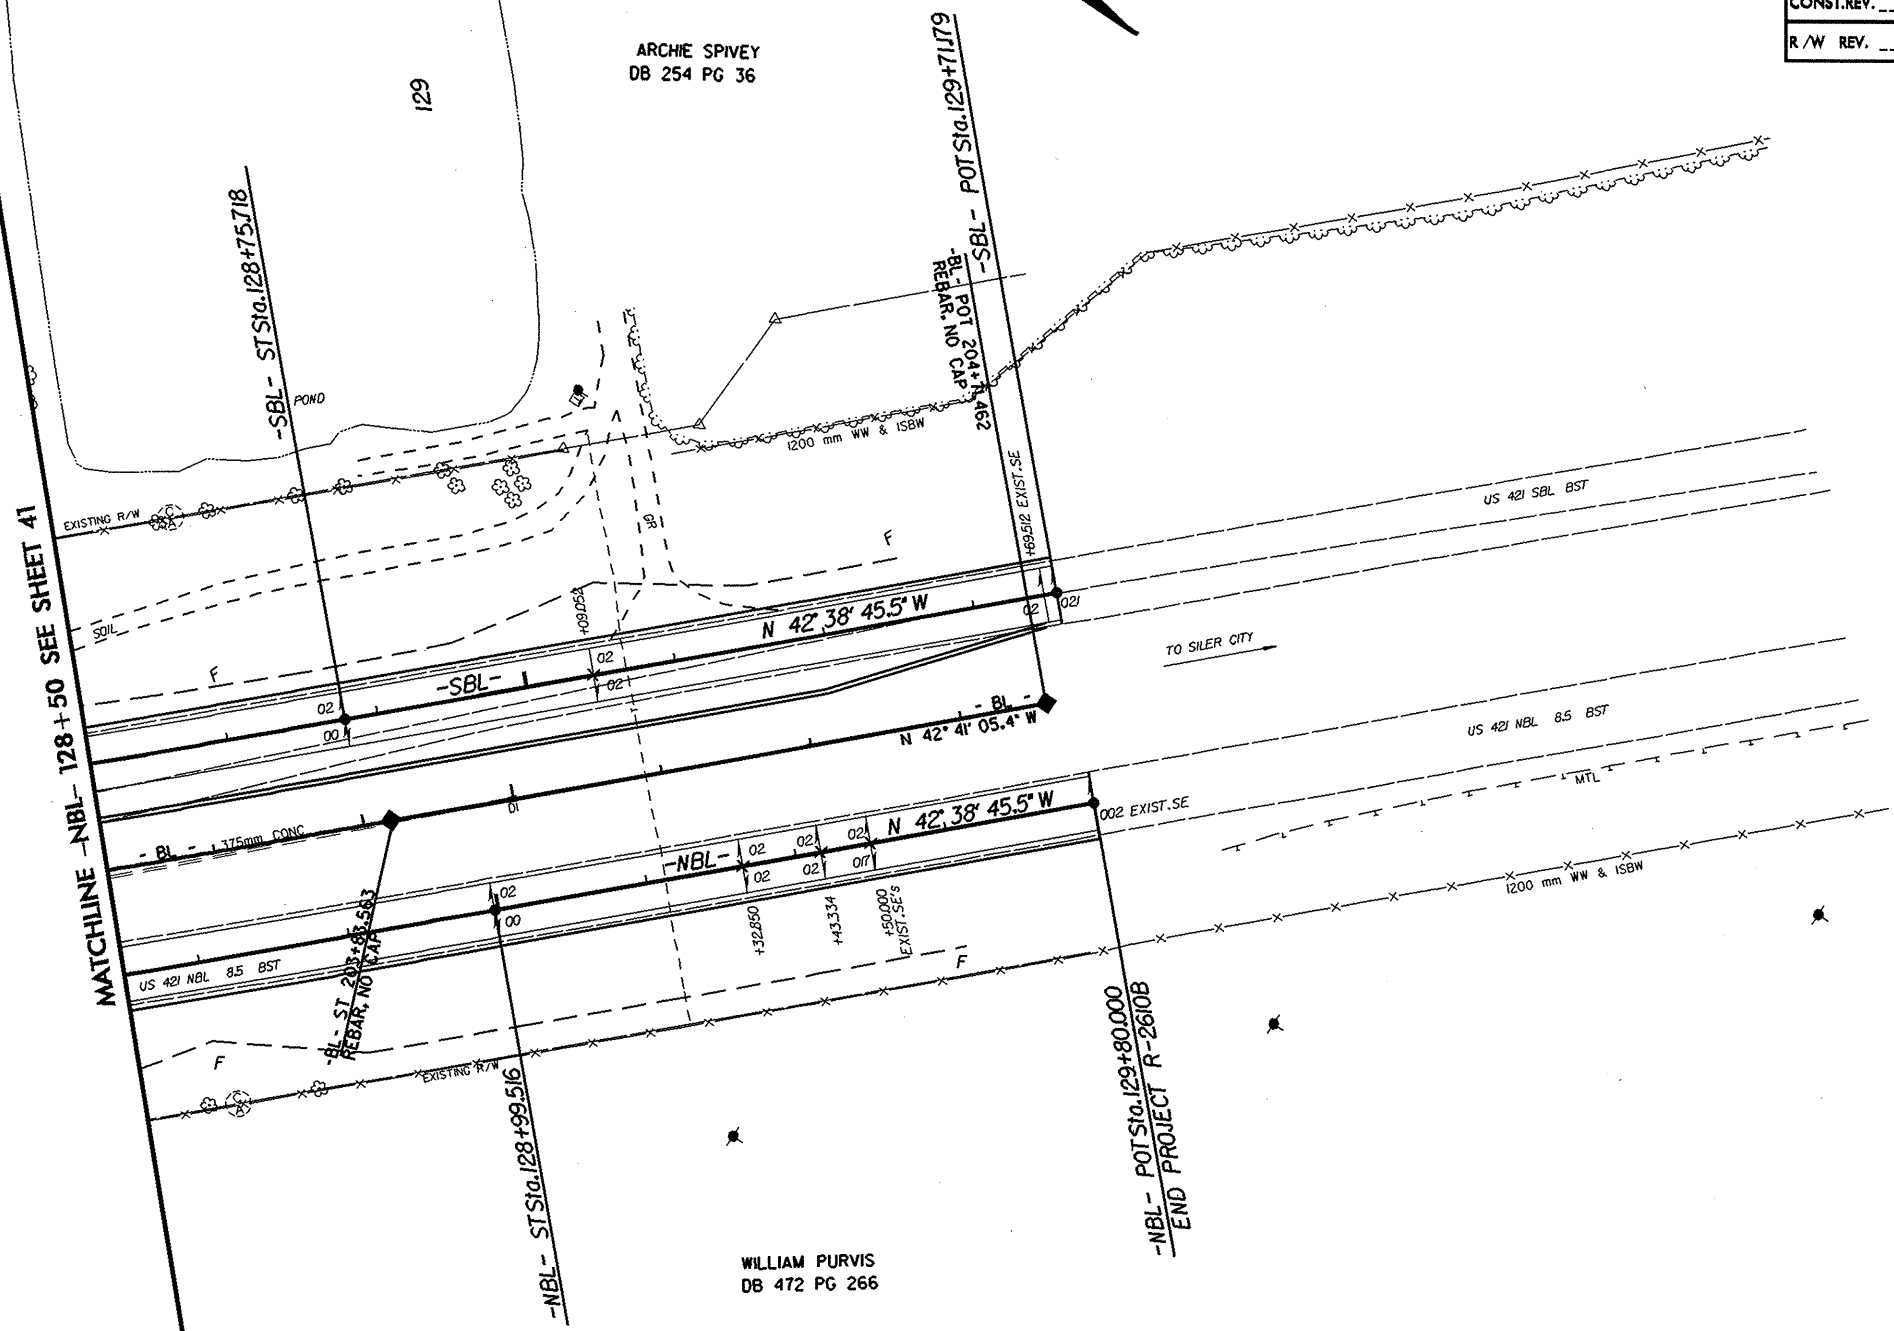 CONST.REV.
R/W REV.
ARCHIE SPIVEY
DB 254 PG 36
129
-SBL- POT Sta.129+71.179
-SBL- ST Sta.128+75.718
-BL- POT 204+71.462
REBAR, NO CAP
POND
1200 mm WW & 1SBW
EXISTING R/W
C
A
GR
F
+69.512 EXIST.SE
US 421 SBL BST
MATCHLINE -NBL- 128+50 SEE SHEET 41
SOIL
F
+09.052
N 42° 38' 45.5" W
02
021
02
02
-SBL-
02
00
TO SILER CITY
- BL -
N 42° 41' 05.4" W
US 421 NBL 8.5 BST
MTL
DI
- BL -
375mm CONC
N 42° 38' 45.5" W
002 EXIST.SE
-NBL-
02
02
02
02
02
017
02
00
+32.850
+43.334
+50.000
EXIST.SE's
1200 mm WW & 1SBW
US 421 NBL 8.5 BST
-BL- ST 203+83.563
REBAR, NO CAP
F
F
EXISTING R/W
C
A
-NBL- ST Sta.128+99.516
-NBL- POT Sta.129+80.000
END PROJECT R-2610B
WILLIAM PURVIS
DB 472 PG 266